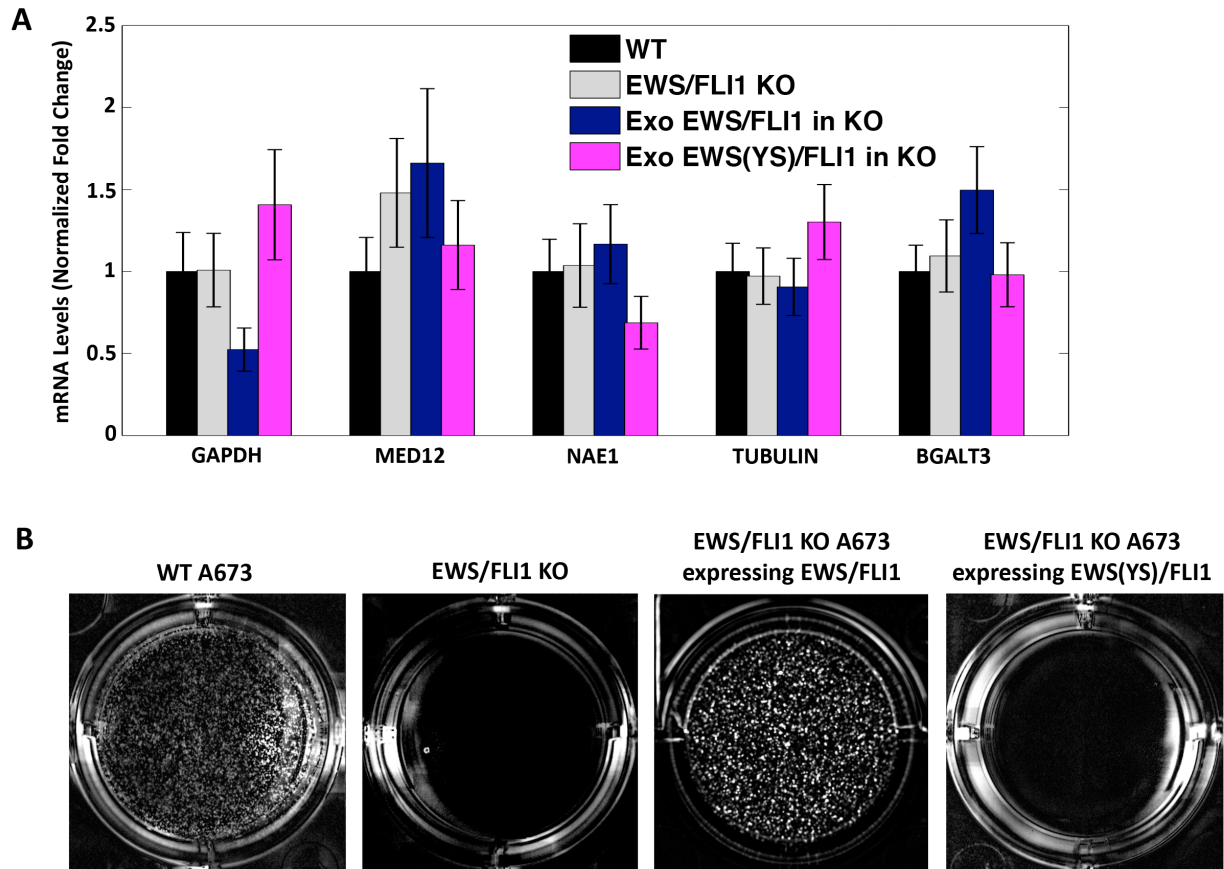 A
mRNA Levels (Normalized Fold Change)
2.5
2
1.5
1
0.5
0
WT
EWS/FLI1 KO
Exo EWS/FLI1 in KO
Exo EWS(YS)/FLI1 in KO
GAPDH
MED12
NAE1
TUBULIN
BGALT3
B
WT A673
EWS/FLI1 KO
EWS/FLI1 KO A673
expressing EWS/FLI1
EWS/FLI1 KO A673
expressing EWS(YS)/FLI1